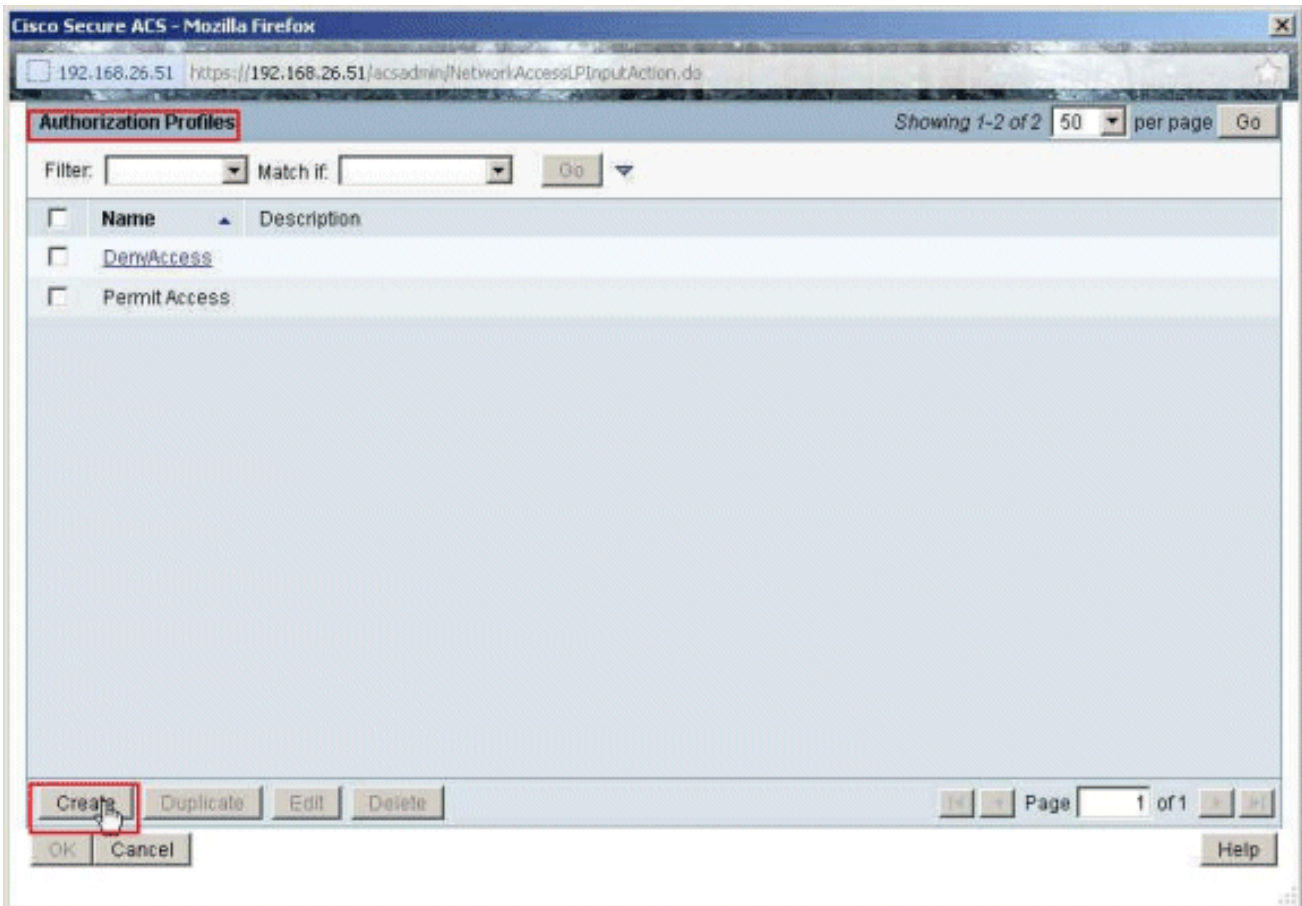 Cisco Secure ACS - Mozilla Firefox
192.168.26.51 https://192.168.26.51/acsadmin/NetworkAccessLPInputAction.do
Authorization Profiles Showing 1-2 of 2 50 per page Go
Filter: Match if: Go
Name Description
DenyAccess
Permit Access
Create Duplicate Edit Delete Page 1 of 1
OK Cancel Help